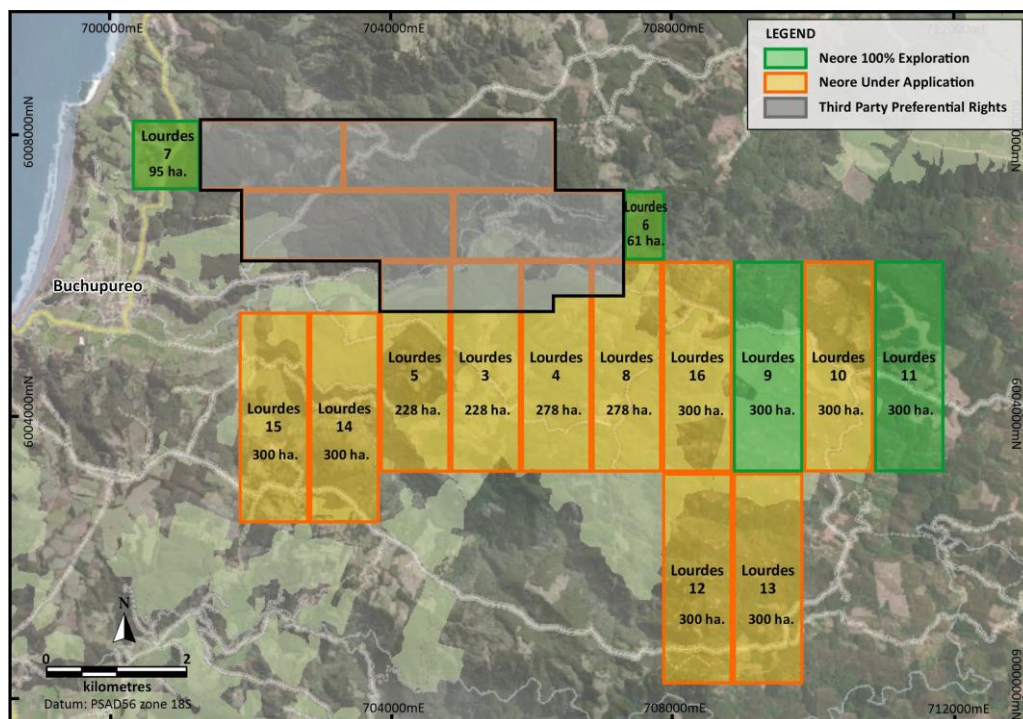 700000mE
704000mE
708000mE
LEGEND
Neore 100% Exploration
Neore Under Application
Third Party Preferential Rights
6008000mN
Lourdes
7
95 ha.
Lourdes
6
61 ha.
Buchupureo
Lourdes
5
228 ha.
Lourdes
3
228 ha.
Lourdes
4
278 ha.
Lourdes
8
278 ha.
Lourdes
16
300 ha.
Lourdes
9
300 ha.
Lourdes
10
300 ha.
Lourdes
11
300 ha.
6004000mN
6004000mN
Lourdes
15
300 ha.
Lourdes
14
300 ha.
Lourdes
12
300 ha.
Lourdes
13
300 ha.
N
0
2
kilometres
Datum: PSAD56 zone 18S
6000000mN
704000mE
708000mE
712000mE